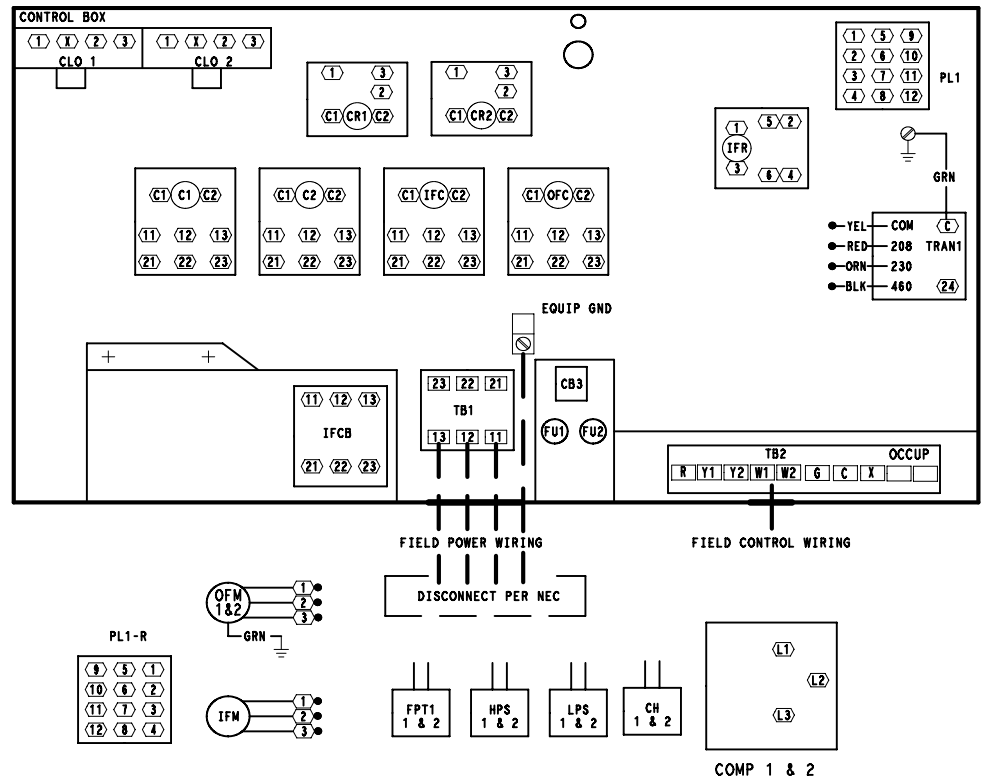 CONTROL BOX
1 X 2 3 1 X 2 3
CLO 1 CLO 2
1 5 9
2 6 10
3 7 11
4 8 12
PL1
1 3
2
C1 CR1 C2
1 3
2
C1 CR2 C2
1 5 2
IFR
3 6 4
GRN
C1 C1 C2
11 12 13
21 22 23
C1 C2 C2
11 12 13
21 22 23
C1 IFC C2
11 12 13
21 22 23
C1 OFC C2
11 12 13
21 22 23
YEL COM C
RED 208 TRAN1
ORN 230
BLK 460 24
EQUIP GND
11 12 13
IFCB
21 22 23
23 22 21
TB1
13 12 11
CB3
FU1 FU2
TB2 OCCUP
R Y1 Y2 W1 W2 G C X
FIELD POWER WIRING
FIELD CONTROL WIRING
DISCONNECT PER NEC
OFM
1&2
1
2
3
GRN
PL1-R
9 5 1
10 6 2
11 7 3
12 8 4
IFM
1
2
3
FPT1
1 & 2
HPS
1 & 2
LPS
1 & 2
CH
1 & 2
L1
L2
L3
COMP 1 & 2